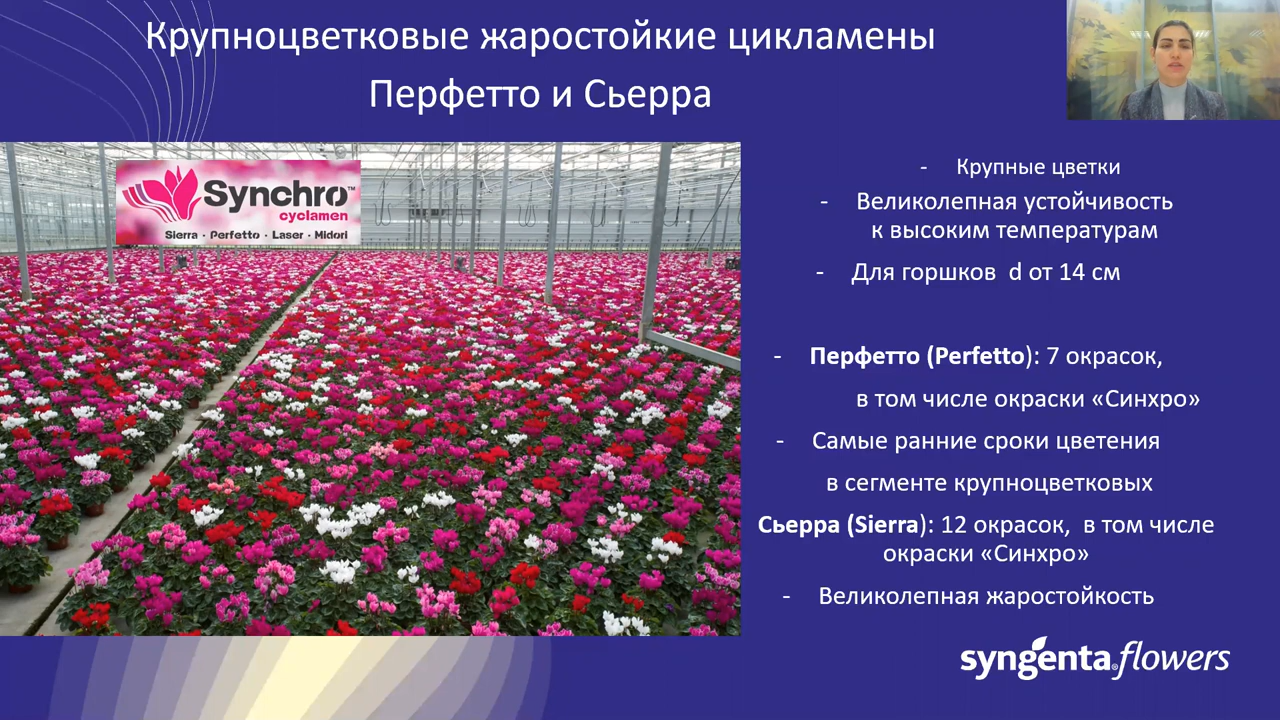 Крупноцветковые жаростойкие цикламены
Перфетто и Сьерра
Synchro™
cyclamen
Sierra · Perfetto · Laser · Midori
- Крупные цветки
- Великолепная устойчивость
к высоким температурам
- Для горшков d от 14 см
- Перфетто (Perfetto): 7 окрасок,
в том числе окраски «Синхро»
- Самые ранние сроки цветения
в сегменте крупноцветковых
Сьерра (Sierra): 12 окрасок, в том числе
окраски «Синхро»
- Великолепная жаростойкость
syngenta® flowers